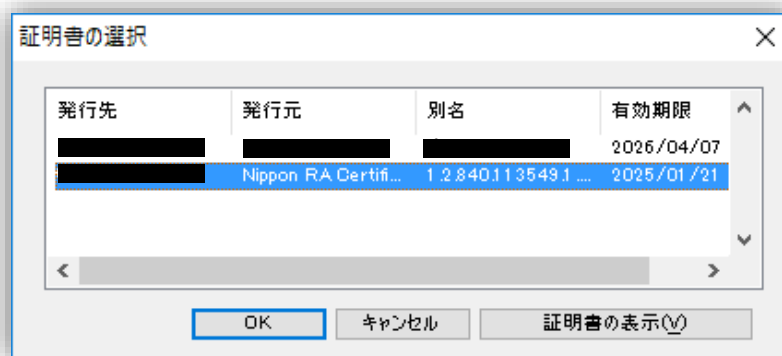 証明書の選択
発行先 発行元 別名 有効期限
2026/04/07
Nippon RA Certifi... 1.2.840.113549.1.... 2025/01/21
OK キャンセル 証明書の表示(V)